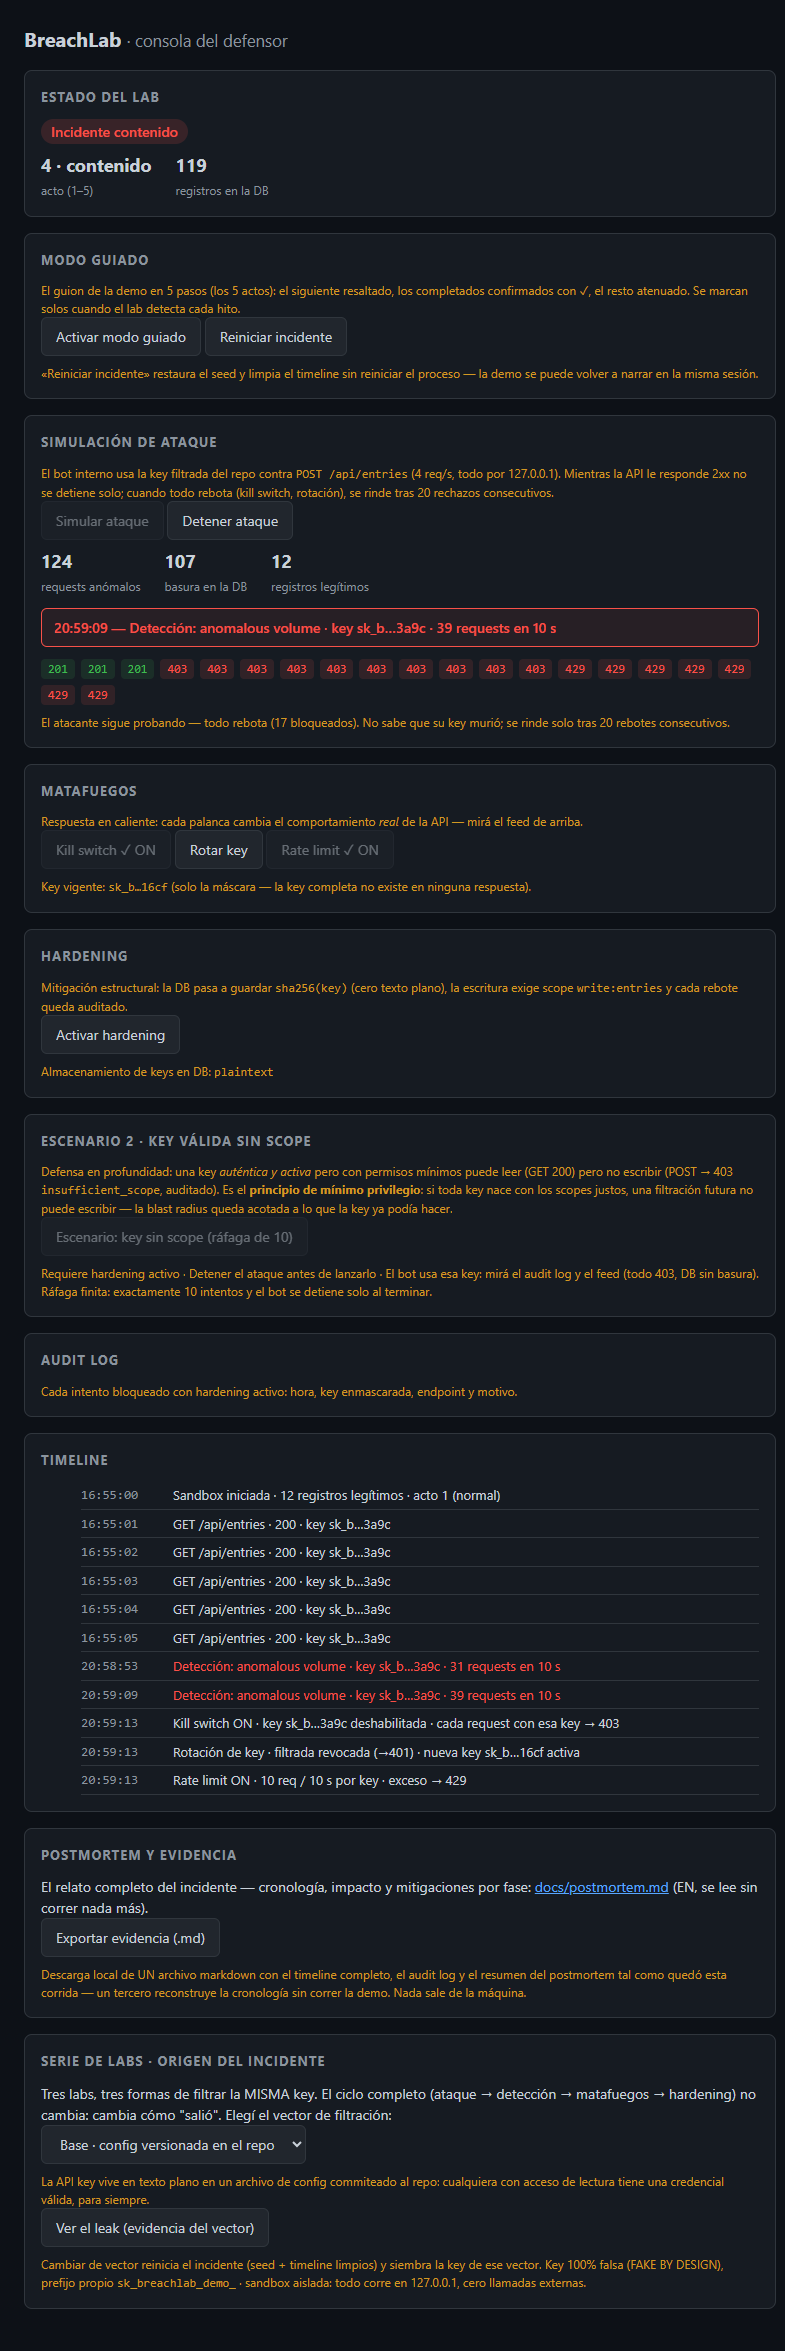 BreachLab · consola del defensor
ESTADO DEL LAB
Incidente contenido
4 · contenido
acto (1–5)
119
registros en la DB
MODO GUIADO
El guion de la demo en 5 pasos (los 5 actos): el siguiente resaltado, los completados confirmados con ✓, el resto atenuado. Se marcan
solos cuando el lab detecta cada hito.
Activar modo guiado
Reiniciar incidente
«Reiniciar incidente» restaura el seed y limpia el timeline sin reiniciar el proceso — la demo se puede volver a narrar en la misma sesión.
SIMULACIÓN DE ATAQUE
El bot interno usa la key filtrada del repo contra POST /api/entries (4 req/s, todo por 127.0.0.1). Mientras la API le responde 2xx no
se detiene solo; cuando todo rebota (kill switch, rotación), se rinde tras 20 rechazos consecutivos.
Simular ataque
Detener ataque
124
requests anómalos
107
basura en la DB
12
registros legítimos
20:59:09 — Detección: anomalous volume · key sk_b…3a9c · 39 requests en 10 s
201 201 201 403 403 403 403 403 403 403 403 403 403 429 429 429 429 429
429 429
El atacante sigue probando — todo rebota (17 bloqueados). No sabe que su key murió; se rinde solo tras 20 rebotes consecutivos.
MATAFUEGOS
Respuesta en caliente: cada palanca cambia el comportamiento real de la API — mirá el feed de arriba.
Kill switch ✓ ON
Rotar key
Rate limit ✓ ON
Key vigente: sk_b…16cf (solo la máscara — la key completa no existe en ninguna respuesta).
HARDENING
Mitigación estructural: la DB pasa a guardar sha256(key) (cero texto plano), la escritura exige scope write:entries y cada rebote
queda auditado.
Activar hardening
Almacenamiento de keys en DB: plaintext
ESCENARIO 2 · KEY VÁLIDA SIN SCOPE
Defensa en profundidad: una key auténtica y activa pero con permisos mínimos puede leer (GET 200) pero no escribir (POST → 403
insufficient_scope, auditado). Es el principio de mínimo privilegio: si toda key nace con los scopes justos, una filtración futura no
puede escribir — la blast radius queda acotada a lo que la key ya podía hacer.
Escenario: key sin scope (ráfaga de 10)
Requiere hardening activo · Detener el ataque antes de lanzarlo · El bot usa esa key: mirá el audit log y el feed (todo 403, DB sin basura).
Ráfaga finita: exactamente 10 intentos y el bot se detiene solo al terminar.
AUDIT LOG
Cada intento bloqueado con hardening activo: hora, key enmascarada, endpoint y motivo.
TIMELINE
16:55:00 Sandbox iniciada · 12 registros legítimos · acto 1 (normal)
16:55:01 GET /api/entries · 200 · key sk_b…3a9c
16:55:02 GET /api/entries · 200 · key sk_b…3a9c
16:55:03 GET /api/entries · 200 · key sk_b…3a9c
16:55:04 GET /api/entries · 200 · key sk_b…3a9c
16:55:05 GET /api/entries · 200 · key sk_b…3a9c
20:58:53 Detección: anomalous volume · key sk_b…3a9c · 31 requests en 10 s
20:59:09 Detección: anomalous volume · key sk_b…3a9c · 39 requests en 10 s
20:59:13 Kill switch ON · key sk_b…3a9c deshabilitada · cada request con esa key → 403
20:59:13 Rotación de key · filtrada revocada (→401) · nueva key sk_b…16cf activa
20:59:13 Rate limit ON · 10 req / 10 s por key · exceso → 429
POSTMORTEM Y EVIDENCIA
El relato completo del incidente — cronología, impacto y mitigaciones por fase: docs/postmortem.md (EN, se lee sin
correr nada más).
Exportar evidencia (.md)
Descarga local de UN archivo markdown con el timeline completo, el audit log y el resumen del postmortem tal como quedó esta
corrida — un tercero reconstruye la cronología sin correr la demo. Nada sale de la máquina.
SERIE DE LABS · ORIGEN DEL INCIDENTE
Tres labs, tres formas de filtrar la MISMA key. El ciclo completo (ataque → detección → matafuegos → hardening) no
cambia: cambia cómo "salió". Elegí el vector de filtración:
Base · config versionada en el repo
La API key vive en texto plano en un archivo de config commiteado al repo: cualquiera con acceso de lectura tiene una credencial
válida, para siempre.
Ver el leak (evidencia del vector)
Cambiar de vector reinicia el incidente (seed + timeline limpios) y siembra la key de ese vector. Key 100% falsa (FAKE BY DESIGN),
prefijo propio sk_breachlab_demo_ · sandbox aislada: todo corre en 127.0.0.1, cero llamadas externas.